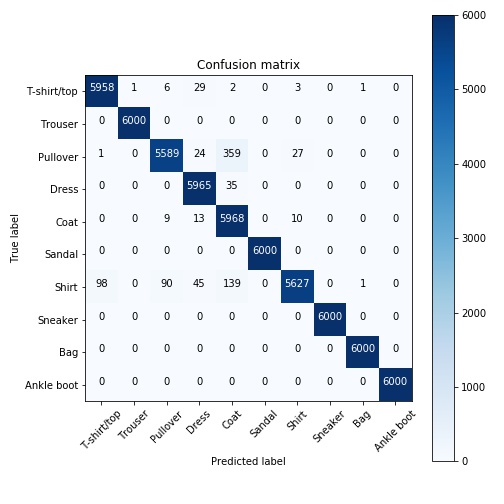 Confusion matrix
T-shirt/top 5958 1 6 29 2 0 3 0 1 0
Trouser 0 6000 0 0 0 0 0 0 0 0
Pullover 1 0 5589 24 359 0 27 0 0 0
Dress 0 0 0 5965 35 0 0 0 0 0
Coat 0 0 9 13 5968 0 10 0 0 0
Sandal 0 0 0 0 0 6000 0 0 0 0
Shirt 98 0 90 45 139 0 5627 0 1 0
Sneaker 0 0 0 0 0 0 0 6000 0 0
Bag 0 0 0 0 0 0 0 0 6000 0
Ankle boot 0 0 0 0 0 0 0 0 0 6000
True label
T-shirt/top Trouser Pullover Dress Coat Sandal Shirt Sneaker Bag Ankle boot
Predicted label
6000
5000
4000
3000
2000
1000
0